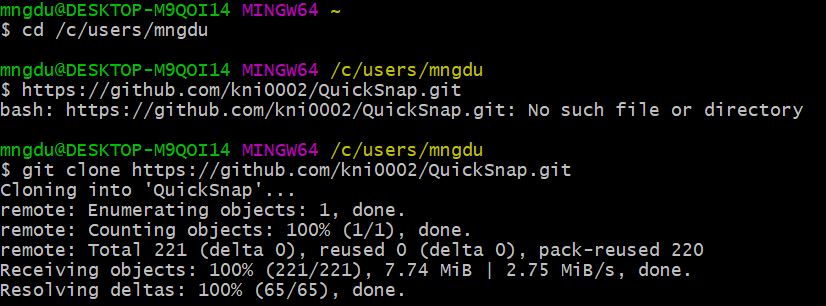 mngdu@DESKTOP-M9QOI14 MINGW64 ~
$ cd /c/users/mngdu
mngdu@DESKTOP-M9QOI14 MINGW64 /c/users/mngdu
$ https://github.com/kni0002/QuickSnap.git
bash: https://github.com/kni0002/QuickSnap.git: No such file or directory
mngdu@DESKTOP-M9QOI14 MINGW64 /c/users/mngdu
$ git clone https://github.com/kni0002/QuickSnap.git
Cloning into 'QuickSnap'...
remote: Enumerating objects: 1, done.
remote: Counting objects: 100% (1/1), done.
remote: Total 221 (delta 0), reused 0 (delta 0), pack-reused 220
Receiving objects: 100% (221/221), 7.74 MiB | 2.75 MiB/s, done.
Resolving deltas: 100% (65/65), done.